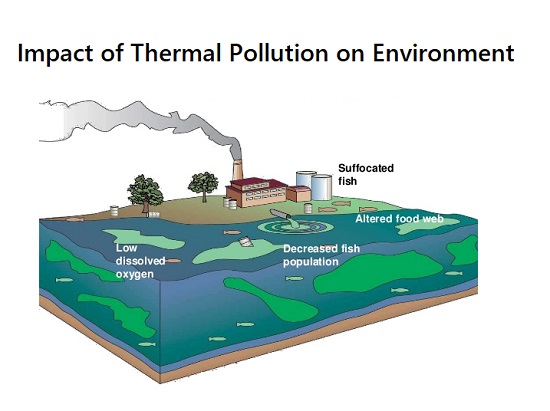 Impact of Thermal Pollution on Environment
Suffocated
fish
Altered food web
Low
dissolved
oxygen
Decreased fish
population